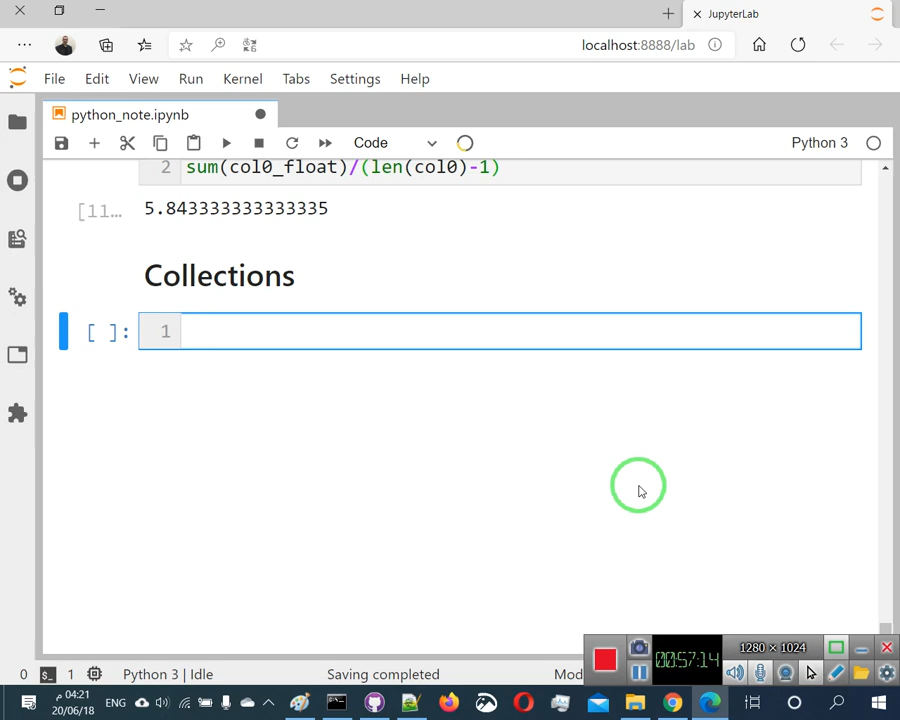 JupyterLab
localhost:8888/lab
File Edit View Run Kernel Tabs Settings Help
python_note.ipynb
Code Python 3
2 sum(col0_float)/(len(col0)-1)
[11… 5.843333333333335
Collections
[ ]: 1
1280 × 1024
00:57:14
0 $_ 1 Python 3 | Idle Saving completed Mod
ENG م 04:21
20/06/18